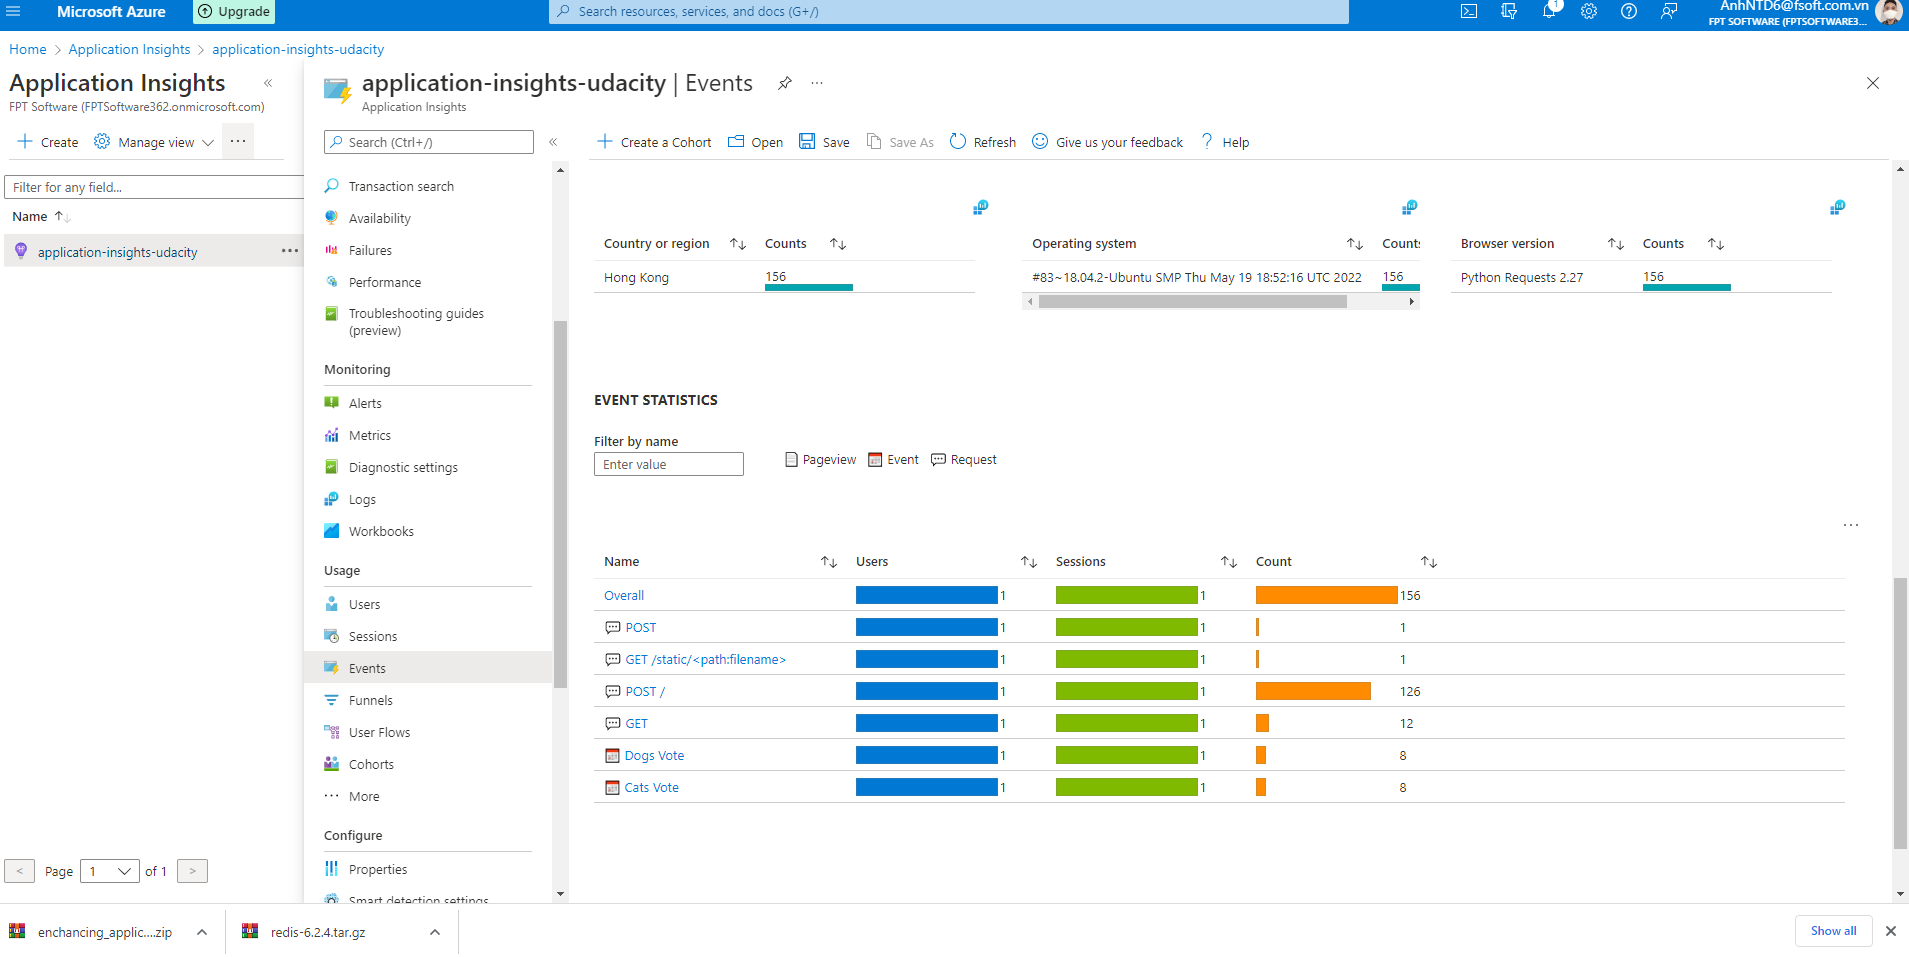 Microsoft Azure
Upgrade
Search resources, services, and docs (G+/)
1
AnhNTD6@fsoft.com.vn
FPT SOFTWARE (FPTSOFTWARE3...
Home > Application Insights > application-insights-udacity
Application Insights
FPT Software (FPTSoftware362.onmicrosoft.com)
+ Create
Manage view
...
Filter for any field...
Name
application-insights-udacity
...
< Page 1 of 1 >
application-insights-udacity | Events
...
Application Insights
Search (Ctrl+/)
Transaction search
Availability
Failures
Performance
Troubleshooting guides
(preview)
Monitoring
Alerts
Metrics
Diagnostic settings
Logs
Workbooks
Usage
Users
Sessions
Events
Funnels
User Flows
Cohorts
... More
Configure
Properties
Smart detection settings
+ Create a Cohort
Open
Save
Save As
Refresh
Give us your feedback
? Help
Country or region Counts
Hong Kong 156
Operating system Counts
#83~18.04.2-Ubuntu SMP Thu May 19 18:52:16 UTC 2022 156
Browser version Counts
Python Requests 2.27 156
EVENT STATISTICS
Filter by name
Enter value
Pageview Event Request
...
Name Users Sessions Count
Overall 1 1 156
POST 1 1 1
GET /static/<path:filename> 1 1 1
POST / 1 1 126
GET 1 1 12
Dogs Vote 1 1 8
Cats Vote 1 1 8
enchancing_applic....zip
redis-6.2.4.tar.gz
Show all